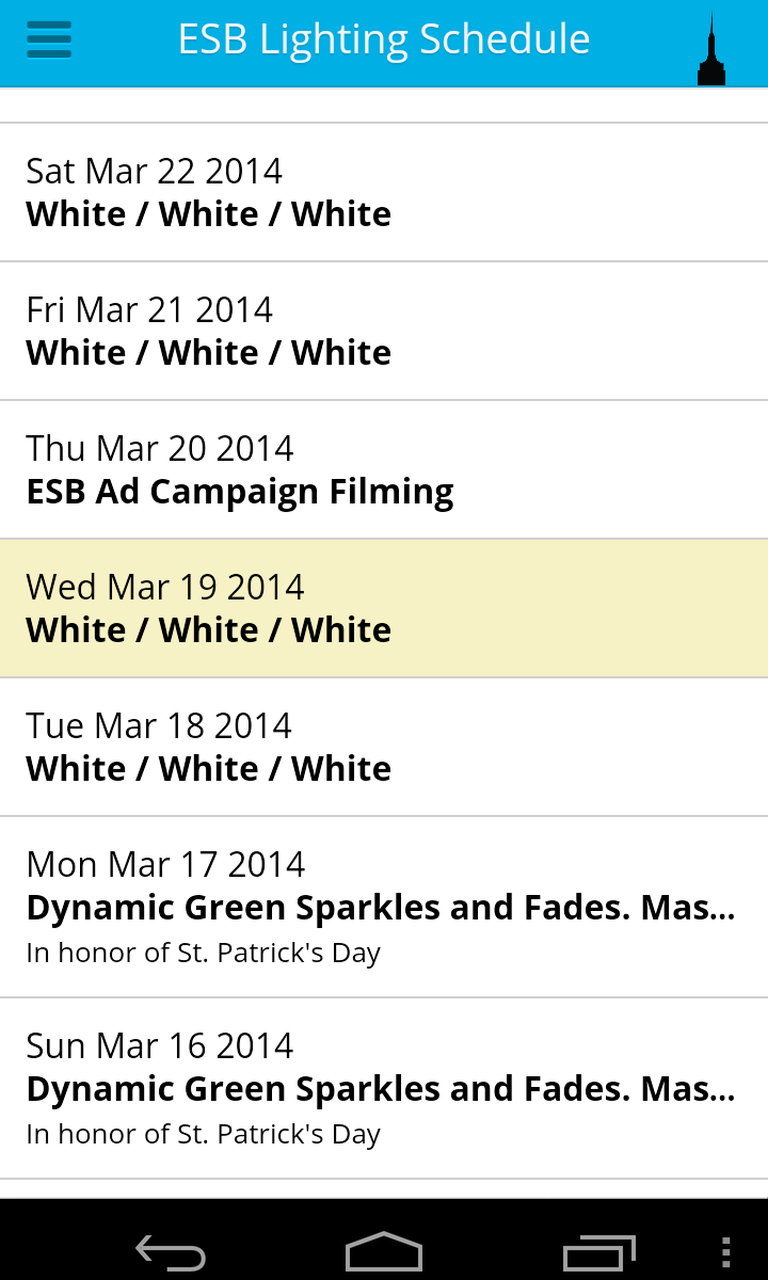 ESB Lighting Schedule
Sat Mar 22 2014
White / White / White
Fri Mar 21 2014
White / White / White
Thu Mar 20 2014
ESB Ad Campaign Filming
Wed Mar 19 2014
White / White / White
Tue Mar 18 2014
White / White / White
Mon Mar 17 2014
Dynamic Green Sparkles and Fades. Mas...
In honor of St. Patrick's Day
Sun Mar 16 2014
Dynamic Green Sparkles and Fades. Mas...
In honor of St. Patrick's Day